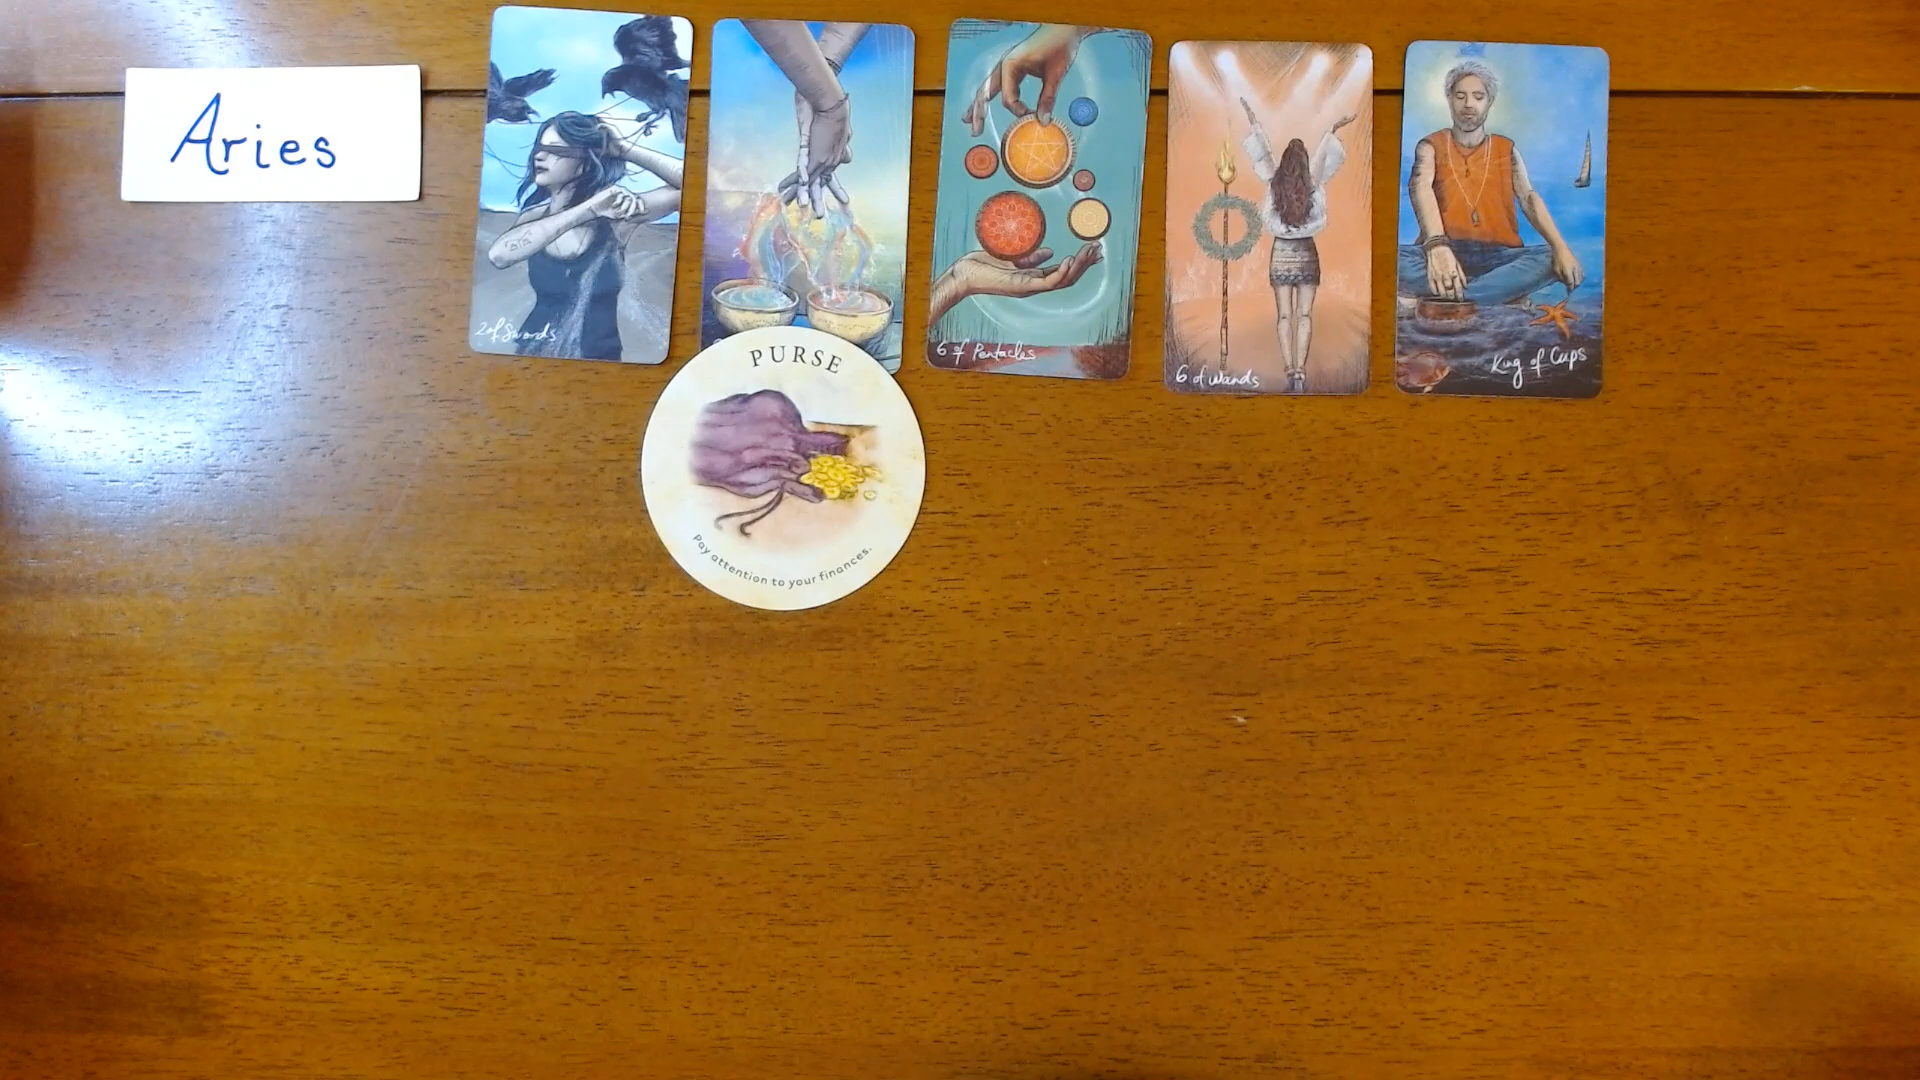 Aries
2 of Swords
6 of Pentacles
6 of Wands
King of Cups
PURSE
Pay attention to your finances.